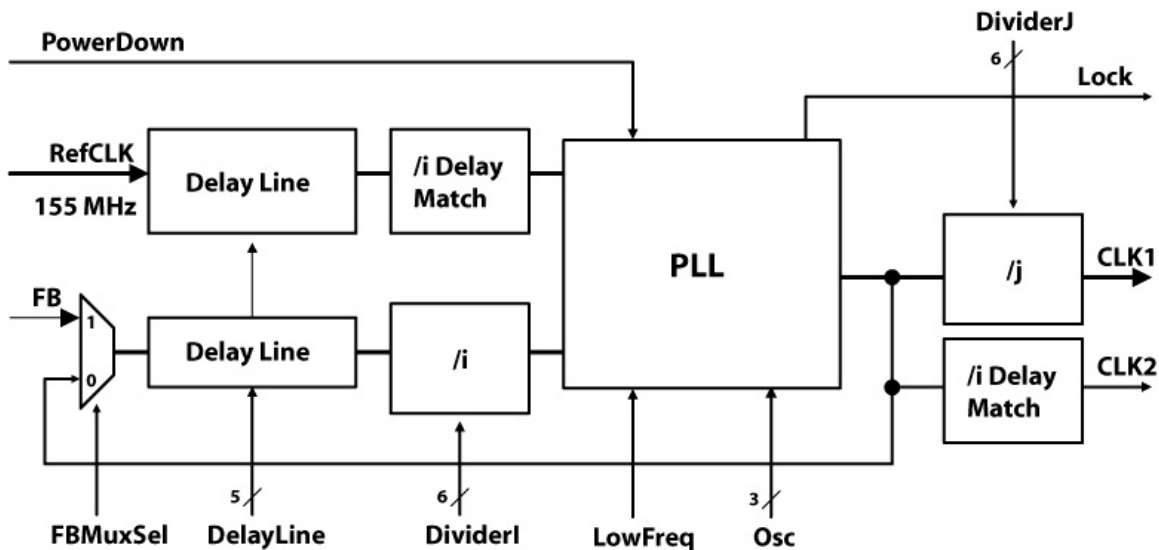 DividerJ
PowerDown
6
Lock
RefCLK
155 MHz
Delay Line
/i Delay
Match
PLL
/j
CLK1
FB
1
0
Delay Line
/i
/i Delay
Match
CLK2
5
6
3
FBMuxSel
DelayLine
DividerI
LowFreq
Osc